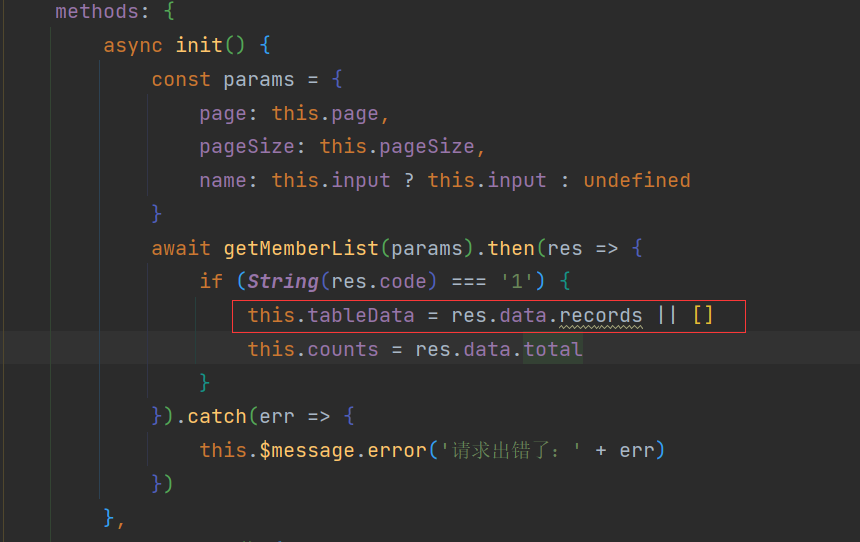 methods: {
async init() {
const params = {
page: this.page,
pageSize: this.pageSize,
name: this.input ? this.input : undefined
}
await getMemberList(params).then(res => {
if (String(res.code) === '1') {
this.tableData = res.data.records || []
this.counts = res.data.total
}
}).catch(err => {
this.$message.error('请求出错了：' + err)
})
},